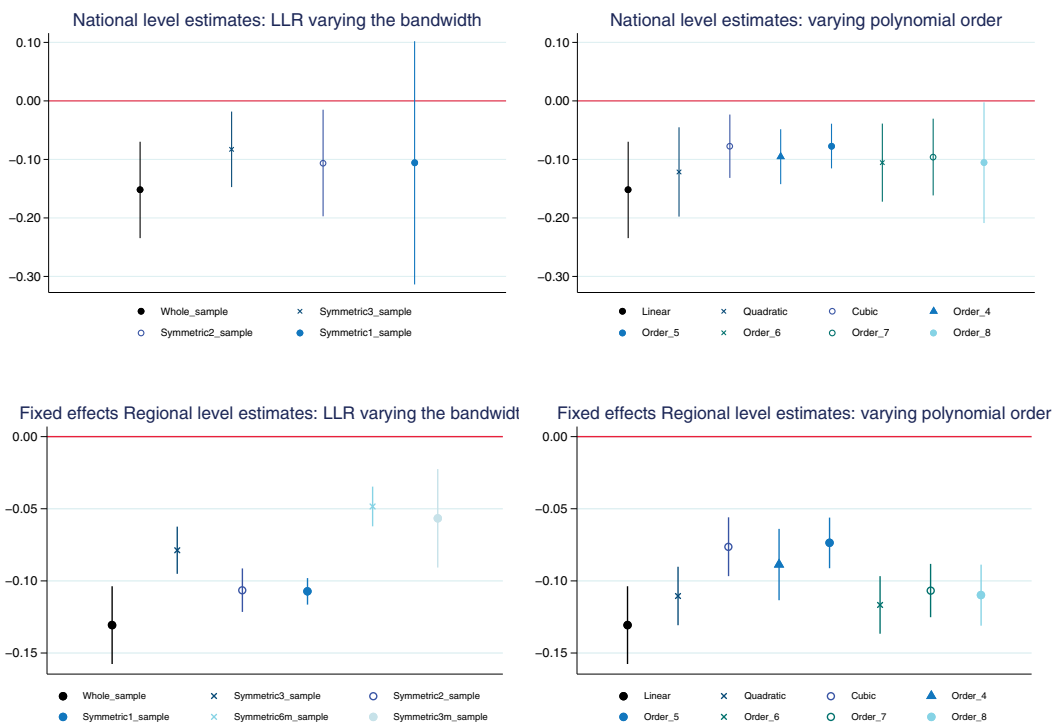 National level estimates: LLR varying the bandwidth
0.10
0.00
−0.10
−0.20
−0.30
Whole_sample
Symmetric3_sample
Symmetric2_sample
Symmetric1_sample
National level estimates: varying polynomial order
0.10
0.00
−0.10
−0.20
−0.30
Linear
Quadratic
Cubic
Order_4
Order_5
Order_6
Order_7
Order_8
Fixed effects Regional level estimates: LLR varying the bandwidt
0.00
−0.05
−0.10
−0.15
Whole_sample
Symmetric3_sample
Symmetric2_sample
Symmetric1_sample
Symmetric6m_sample
Symmetric3m_sample
Fixed effects Regional level estimates: varying polynomial order
0.00
−0.05
−0.10
−0.15
Linear
Quadratic
Cubic
Order_4
Order_5
Order_6
Order_7
Order_8